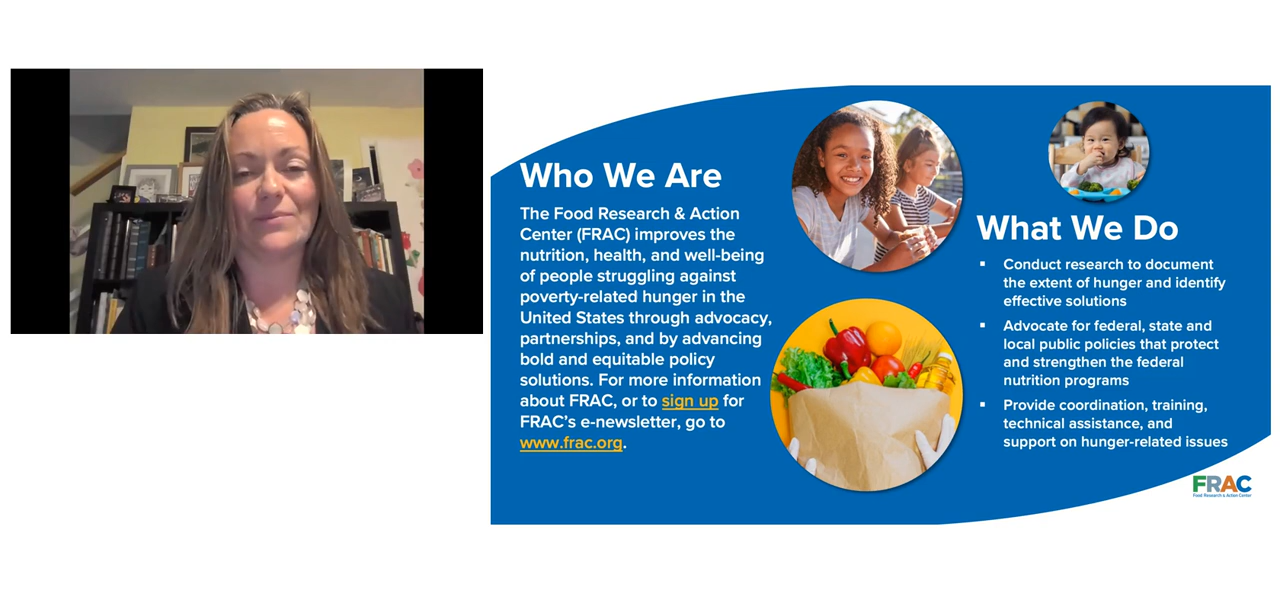 Who We Are
The Food Research & Action
Center (FRAC) improves the
nutrition, health, and well-being
of people struggling against
poverty-related hunger in the
United States through advocacy,
partnerships, and by advancing
bold and equitable policy
solutions. For more information
about FRAC, or to sign up for
FRAC's e-newsletter, go to
www.frac.org.
What We Do
▪ Conduct research to document
the extent of hunger and identify
effective solutions
▪ Advocate for federal, state and
local public policies that protect
and strengthen the federal
nutrition programs
▪ Provide coordination, training,
technical assistance, and
support on hunger-related issues
FRAC
Food Research & Action Center